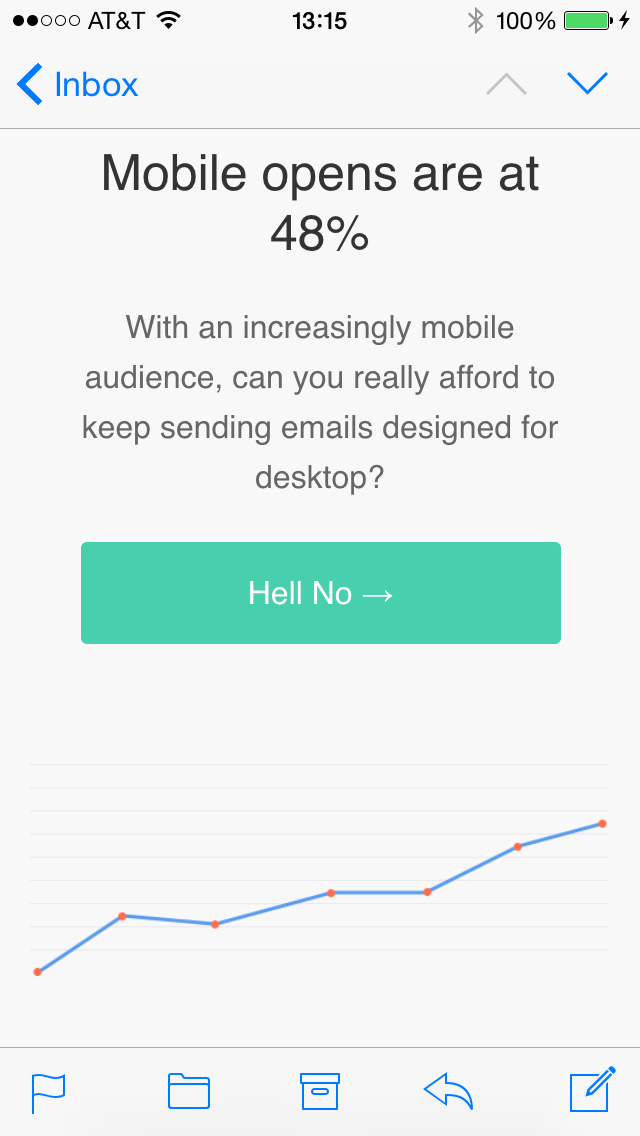 AT&T 13:15 100%
Inbox
Mobile opens are at
48%
With an increasingly mobile
audience, can you really afford to
keep sending emails designed for
desktop?
Hell No →